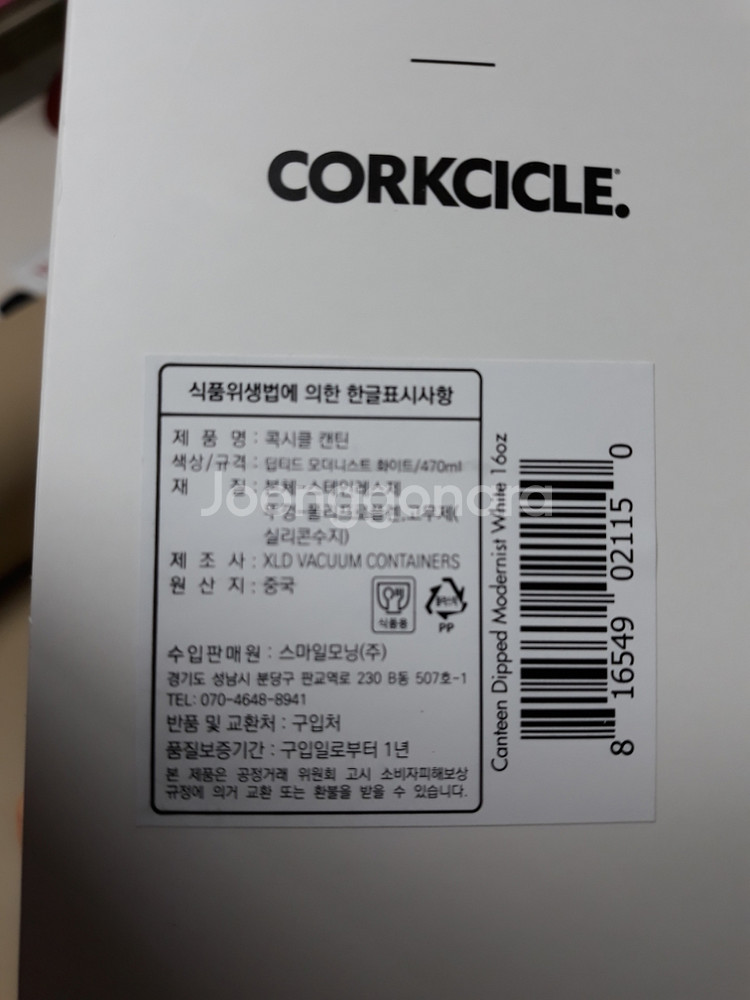 CORKCICLE.
식품위생법에 의한 한글표시사항
제 품 명 : 콕시클 캔틴
색상/규격 : 딥티드 모더니스트 화이트/470ml
재 질 : 본체-스테인레스제
뚜껑-폴리프로필렌,고무제(
실리콘수지)
제 조 사 : XLD VACUUM CONTAINERS
원 산 지 : 중국
식품용
PP
수입판매원 : 스마일모닝(주)
경기도 성남시 분당구 판교역로 230 B동 507호-1
TEL: 070-4648-8941
반품 및 교환처 : 구입처
품질보증기간 : 구입일로부터 1년
본 제품은 공정거래 위원회 고시 소비자피해보상
규정에 의거 교환 또는 환불을 받을 수 있습니다.
Canteen Dipped Modernist White 16oz
8 16549 02115 0
Joenggonara